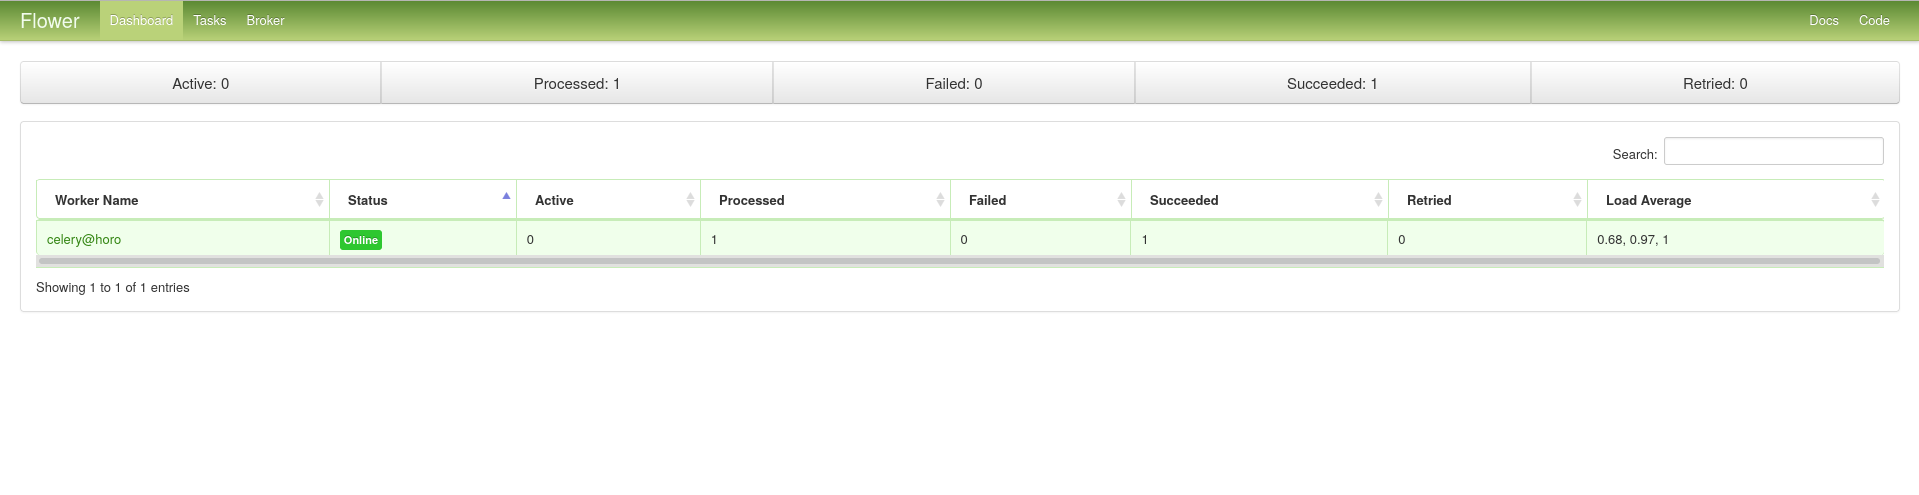 Flower Dashboard Tasks Broker Docs Code
Active: 0 Processed: 1 Failed: 0 Succeeded: 1 Retried: 0
Search:
Worker Name Status Active Processed Failed Succeeded Retried Load Average
celery@horo Online 0 1 0 1 0 0.68, 0.97, 1
Showing 1 to 1 of 1 entries